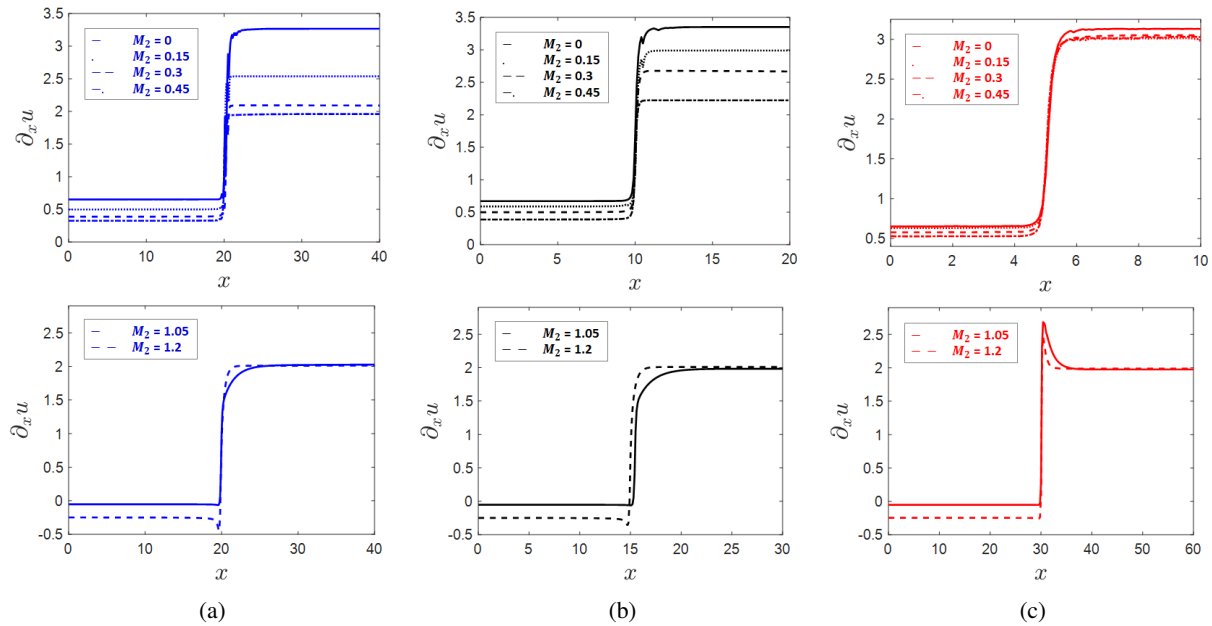 3.5
3
2.5
2
1.5
1
0.5
0
∂ₓu
— M₂ = 0
. M₂ = 0.15
– – M₂ = 0.3
–. M₂ = 0.45
0 10 20 30 40
x
3.5
3
2.5
2
1.5
1
0.5
0
∂ₓu
— M₂ = 0
. M₂ = 0.15
– – M₂ = 0.3
–. M₂ = 0.45
0 5 10 15 20
x
3
2.5
2
1.5
1
0.5
∂ₓu
— M₂ = 0
. M₂ = 0.15
– – M₂ = 0.3
–. M₂ = 0.45
0 2 4 6 8 10
x
2.5
2
1.5
1
0.5
0
-0.5
∂ₓu
— M₂ = 1.05
– – M₂ = 1.2
0 10 20 30 40
x
2.5
2
1.5
1
0.5
0
-0.5
∂ₓu
— M₂ = 1.05
– – M₂ = 1.2
0 5 10 15 20 25 30
x
2.5
2
1.5
1
0.5
0
-0.5
∂ₓu
— M₂ = 1.05
– – M₂ = 1.2
0 10 20 30 40 50 60
x
(a) (b) (c)